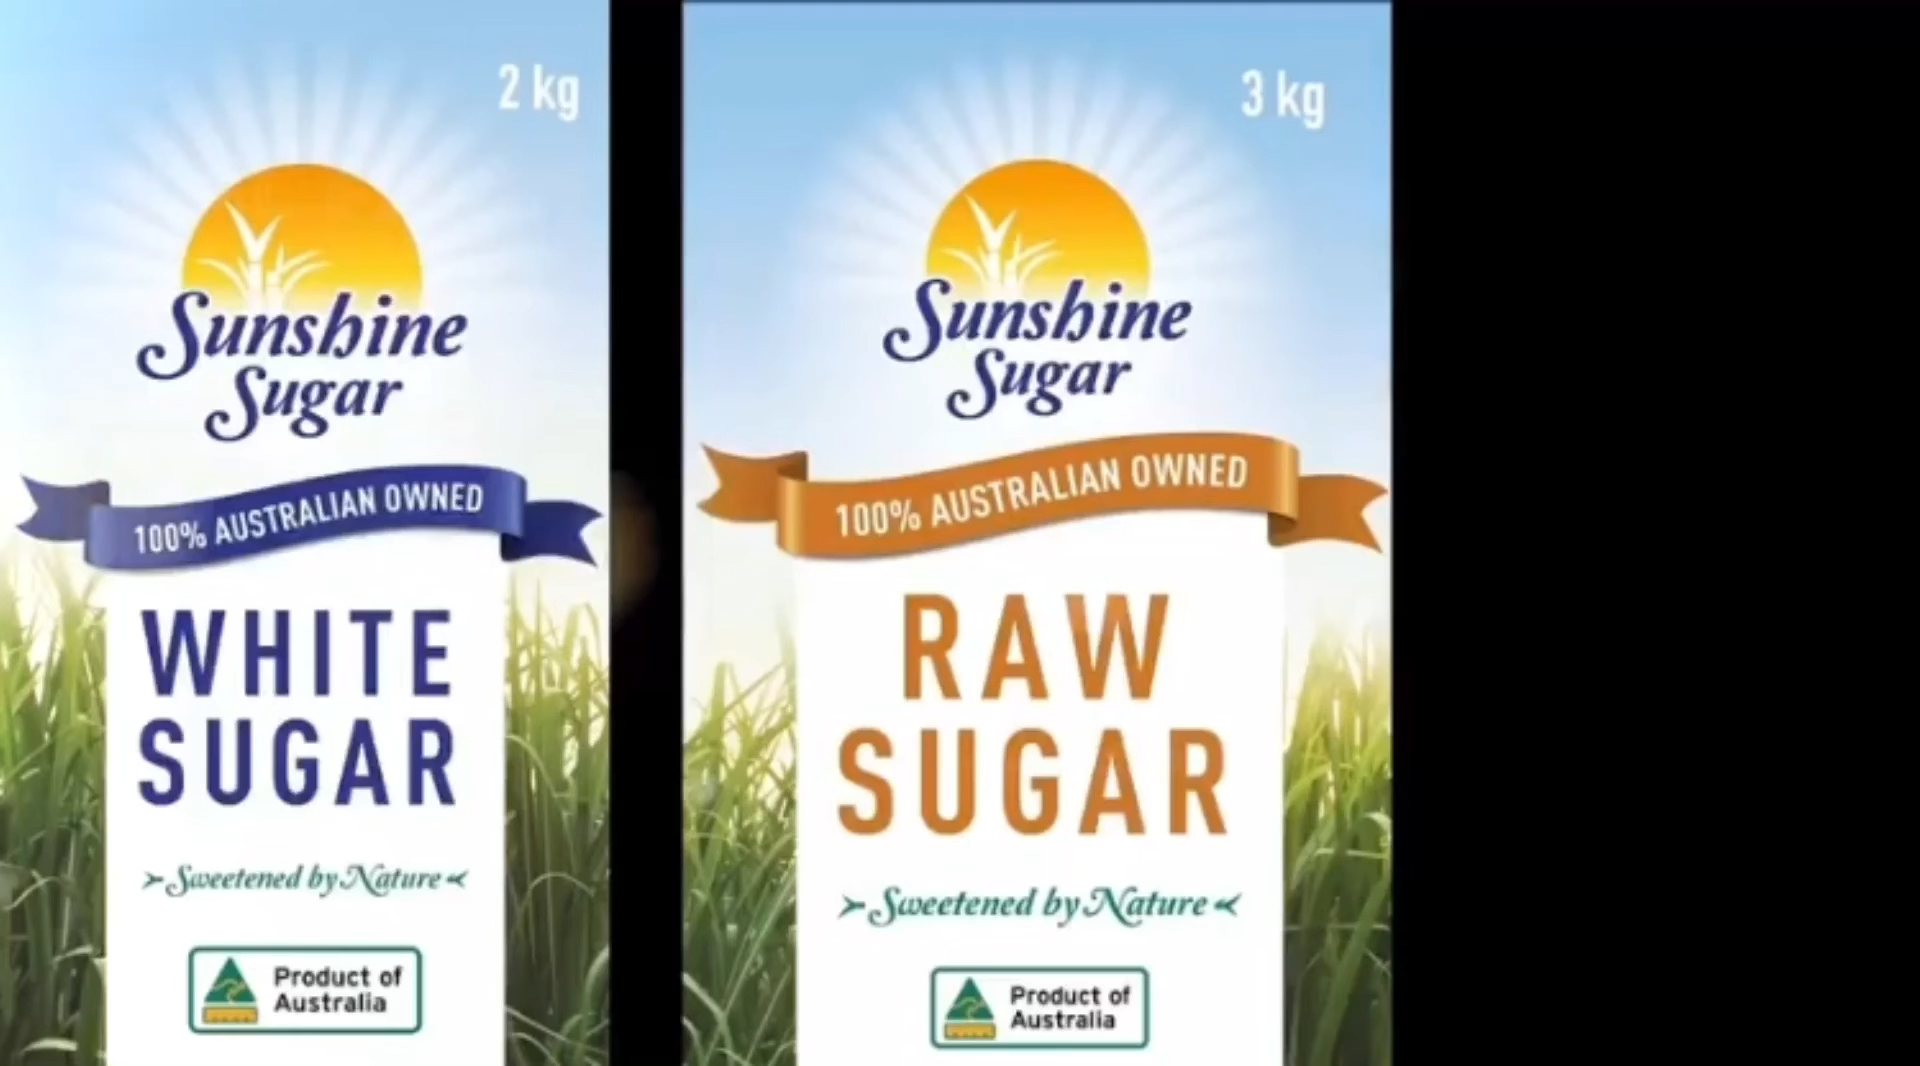 2 kg
Sunshine
Sugar
100% AUSTRALIAN OWNED
WHITE
SUGAR
Sweetened by Nature
Product of
Australia
3 kg
Sunshine
Sugar
100% AUSTRALIAN OWNED
RAW
SUGAR
Sweetened by Nature
Product of
Australia